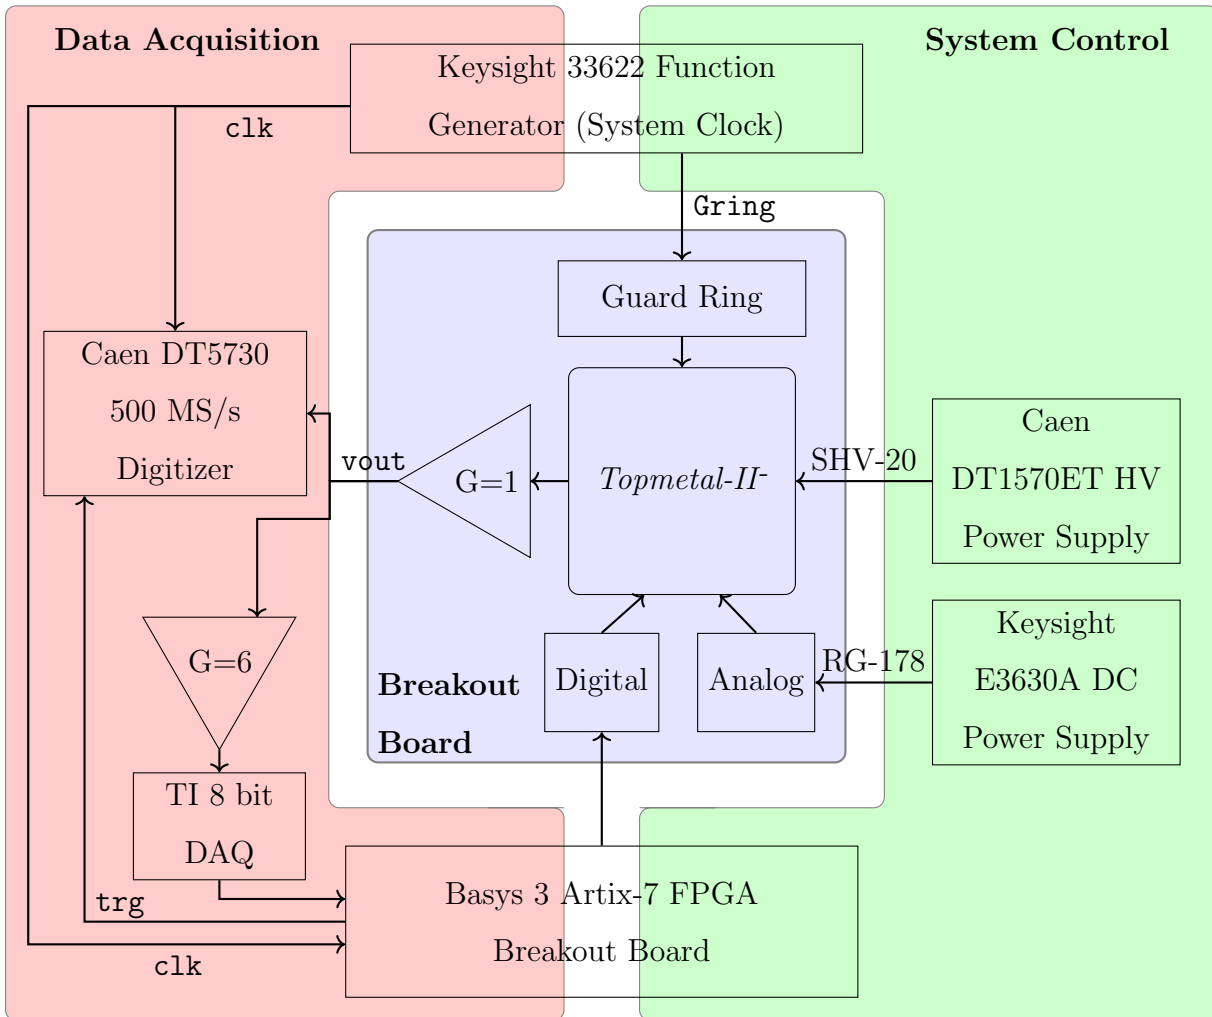 Data Acquisition
System Control
Keysight 33622 Function
Generator (System Clock)
clk
Gring
Guard Ring
Caen DT5730
500 MS/s
Digitizer
vout
G=1
Topmetal-II-
SHV-20
Caen
DT1570ET HV
Power Supply
G=6
Breakout
Board
Digital
Analog
RG-178
Keysight
E3630A DC
Power Supply
TI 8 bit
DAQ
trg
clk
Basys 3 Artix-7 FPGA
Breakout Board